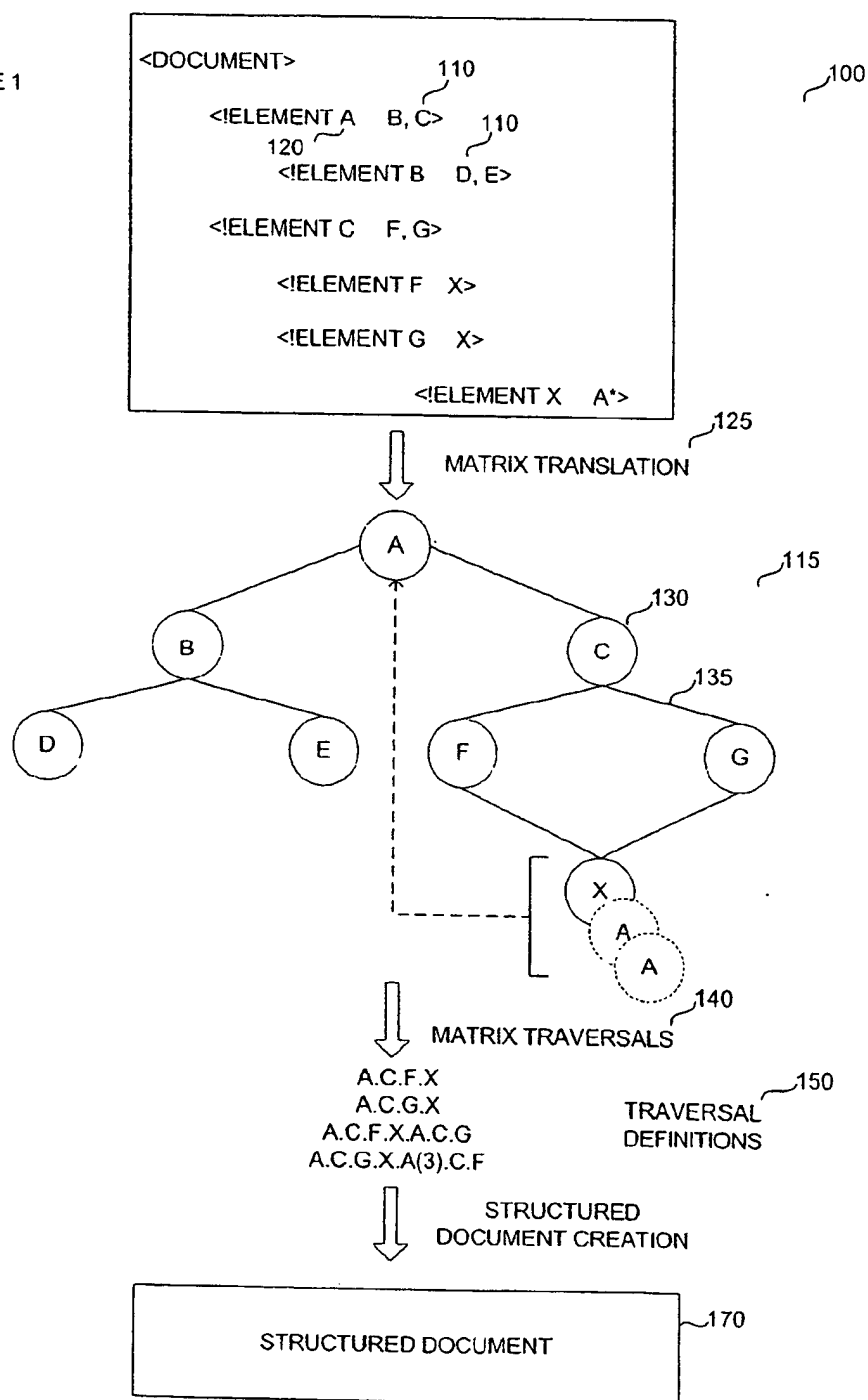 E 1
<DOCUMENT>
110
100
<!ELEMENT A B, C>
120
110
<!ELEMENT B D, E>
<!ELEMENT C F, G>
<!ELEMENT F X>
<!ELEMENT G X>
<!ELEMENT X A*>
125
MATRIX TRANSLATION
A
115
B
130
C
135
D
E
F
G
X
A
A
140
MATRIX TRAVERSALS
A.C.F.X
A.C.G.X
A.C.F.X.A.C.G
A.C.G.X.A(3).C.F
150
TRAVERSAL
DEFINITIONS
STRUCTURED
DOCUMENT CREATION
STRUCTURED DOCUMENT
170